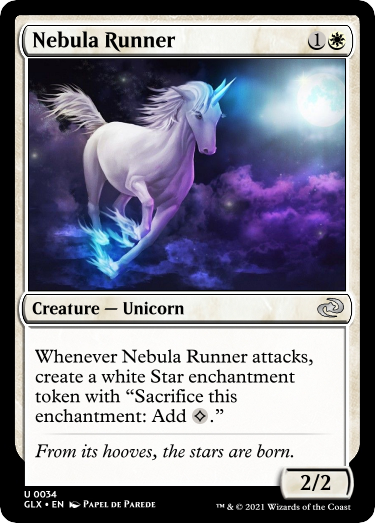 Nebula Runner 1
Creature — Unicorn
Whenever Nebula Runner attacks,
create a white Star enchantment
token with “Sacrifice this
enchantment: Add .”
From its hooves, the stars are born.
2/2
U 0034
GLX • EN Papel de Parede
™ & © 2021 Wizards of the Coast